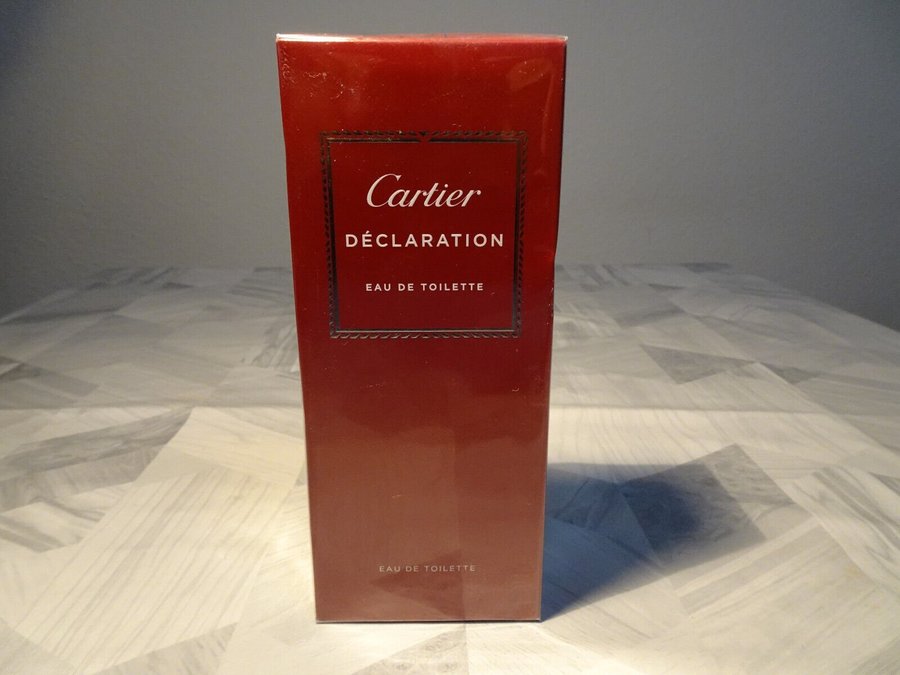 Cartier
DÉCLARATION
EAU DE TOILETTE
EAU DE TOILETTE